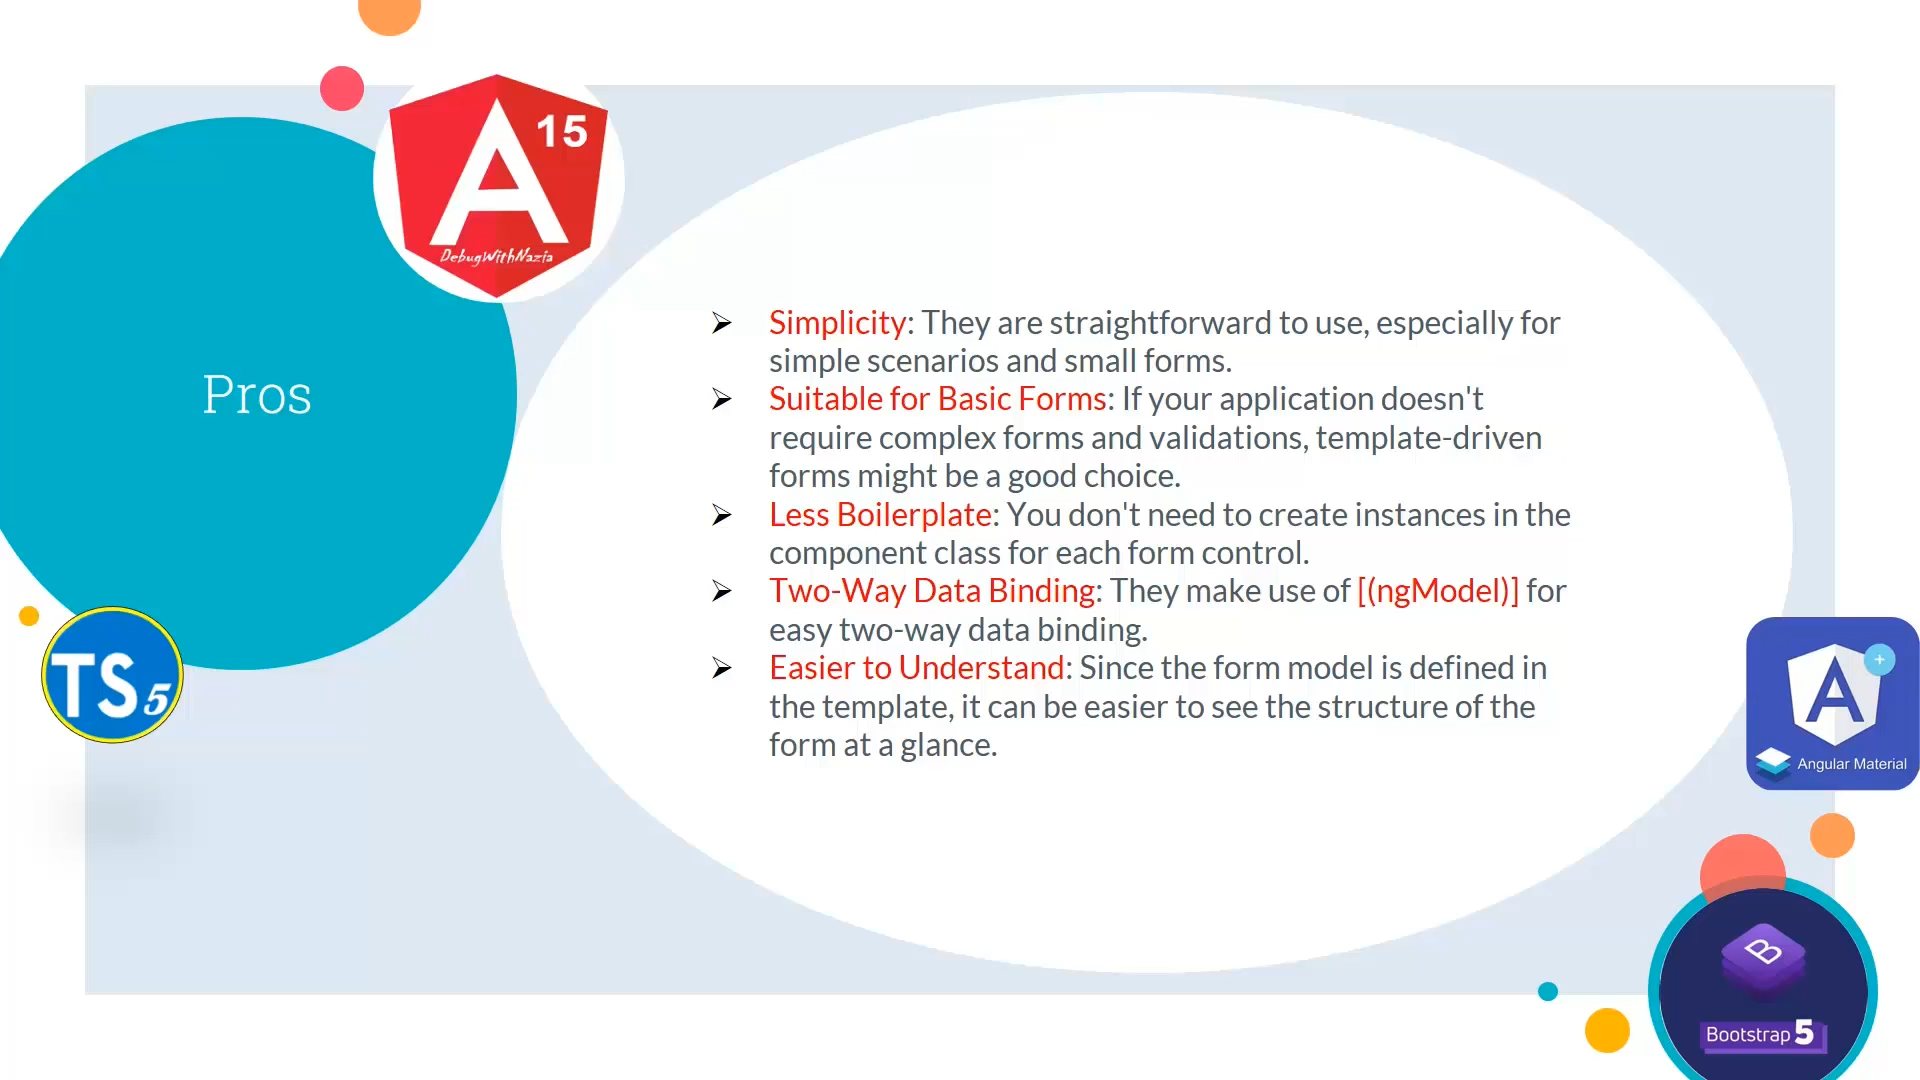 15
A
DebugWithNazia
Pros
➢ Simplicity: They are straightforward to use, especially for
simple scenarios and small forms.
➢ Suitable for Basic Forms: If your application doesn't
require complex forms and validations, template-driven
forms might be a good choice.
➢ Less Boilerplate: You don't need to create instances in the
component class for each form control.
➢ Two-Way Data Binding: They make use of [(ngModel)] for
easy two-way data binding.
➢ Easier to Understand: Since the form model is defined in
the template, it can be easier to see the structure of the
form at a glance.
TS 5
A
+
Angular Material
B
Bootstrap 5